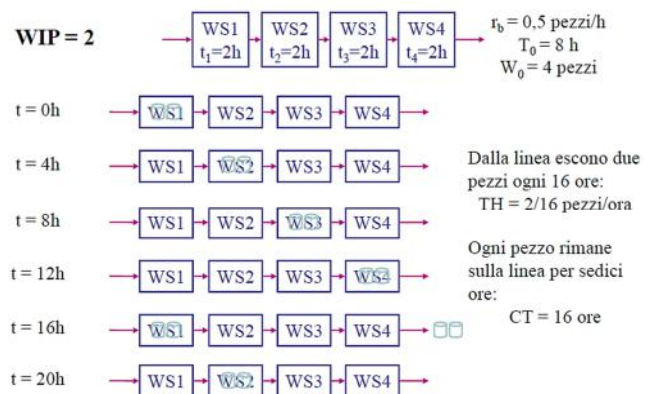 WIP = 2
WS1 WS2 WS3 WS4
t₁=2h t₂=2h t₃=2h t₄=2h
r_b = 0,5 pezzi/h
T₀ = 8 h
W₀ = 4 pezzi
t = 0h WS1 WS2 WS3 WS4
t = 4h WS1 WS2 WS3 WS4
t = 8h WS1 WS2 WS3 WS4
t = 12h WS1 WS2 WS3 WS4
t = 16h WS1 WS2 WS3 WS4
t = 20h WS1 WS2 WS3 WS4
Dalla linea escono due
pezzi ogni 16 ore:
TH = 2/16 pezzi/ora
Ogni pezzo rimane
sulla linea per sedici
ore:
CT = 16 ore